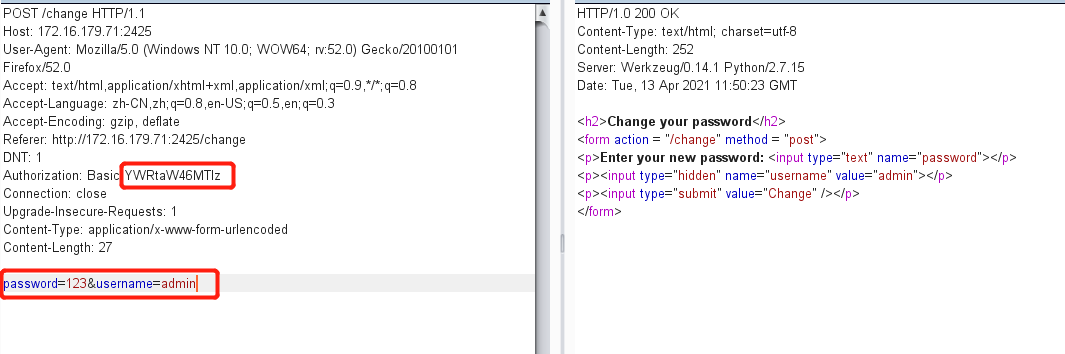 POST /change HTTP/1.1
Host: 172.16.179.71:2425
User-Agent: Mozilla/5.0 (Windows NT 10.0; WOW64; rv:52.0) Gecko/20100101
Firefox/52.0
Accept: text/html,application/xhtml+xml,application/xml;q=0.9,*/*;q=0.8
Accept-Language: zh-CN,zh;q=0.8,en-US;q=0.5,en;q=0.3
Accept-Encoding: gzip, deflate
Referer: http://172.16.179.71:2425/change
DNT: 1
Authorization: Basic YWRtaW46MTIz
Connection: close
Upgrade-Insecure-Requests: 1
Content-Type: application/x-www-form-urlencoded
Content-Length: 27
password=123&username=admin
HTTP/1.0 200 OK
Content-Type: text/html; charset=utf-8
Content-Length: 252
Server: Werkzeug/0.14.1 Python/2.7.15
Date: Tue, 13 Apr 2021 11:50:23 GMT
<h2>Change your password</h2>
<form action = "/change" method = "post">
<p>Enter your new password: <input type="text" name="password"></p>
<p><input type="hidden" name="username" value="admin"></p>
<p><input type="submit" value="Change" /></p>
</form>